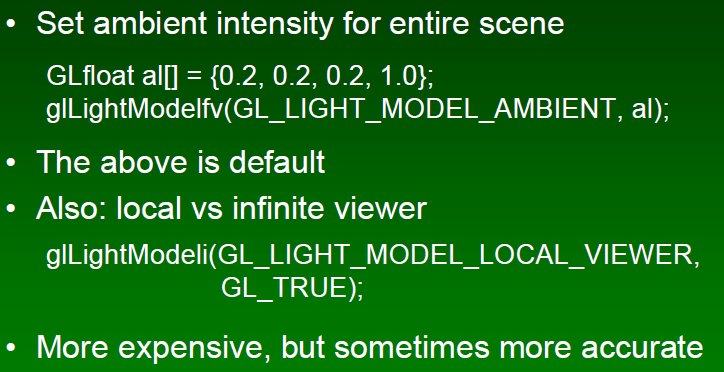 • Set ambient intensity for entire scene
GLfloat al[] = {0.2, 0.2, 0.2, 1.0};
glLightModelfv(GL_LIGHT_MODEL_AMBIENT, al);
• The above is default
• Also: local vs infinite viewer
glLightModeli(GL_LIGHT_MODEL_LOCAL_VIEWER,
GL_TRUE);
• More expensive, but sometimes more accurate